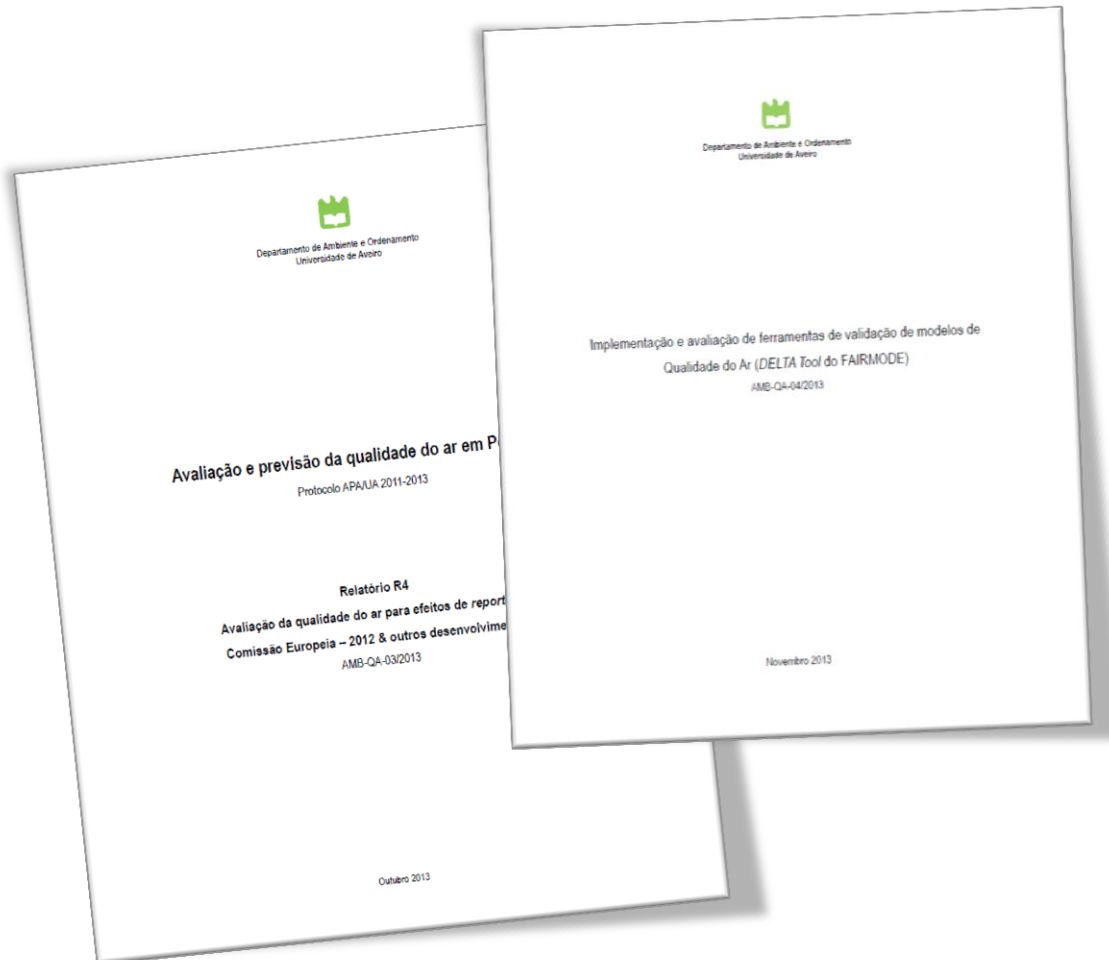 Departamento de Ambiente e Ordenamento
Universidade de Aveiro
Avaliação e previsão da qualidade do ar em P
Protocolo APA/UA 2011-2013
Relatório R4
Avaliação da qualidade do ar para efeitos de report
Comissão Europeia – 2012 & outros desenvolvime
AMB-QA-03/2013
Outubro 2013
Departamento de Ambiente e Ordenamento
Universidade de Aveiro
Implementação e avaliação de ferramentas de validação de modelos de
Qualidade do Ar (DELTA Tool do FAIRMODE)
AMB-QA-04/2013
Novembro 2013